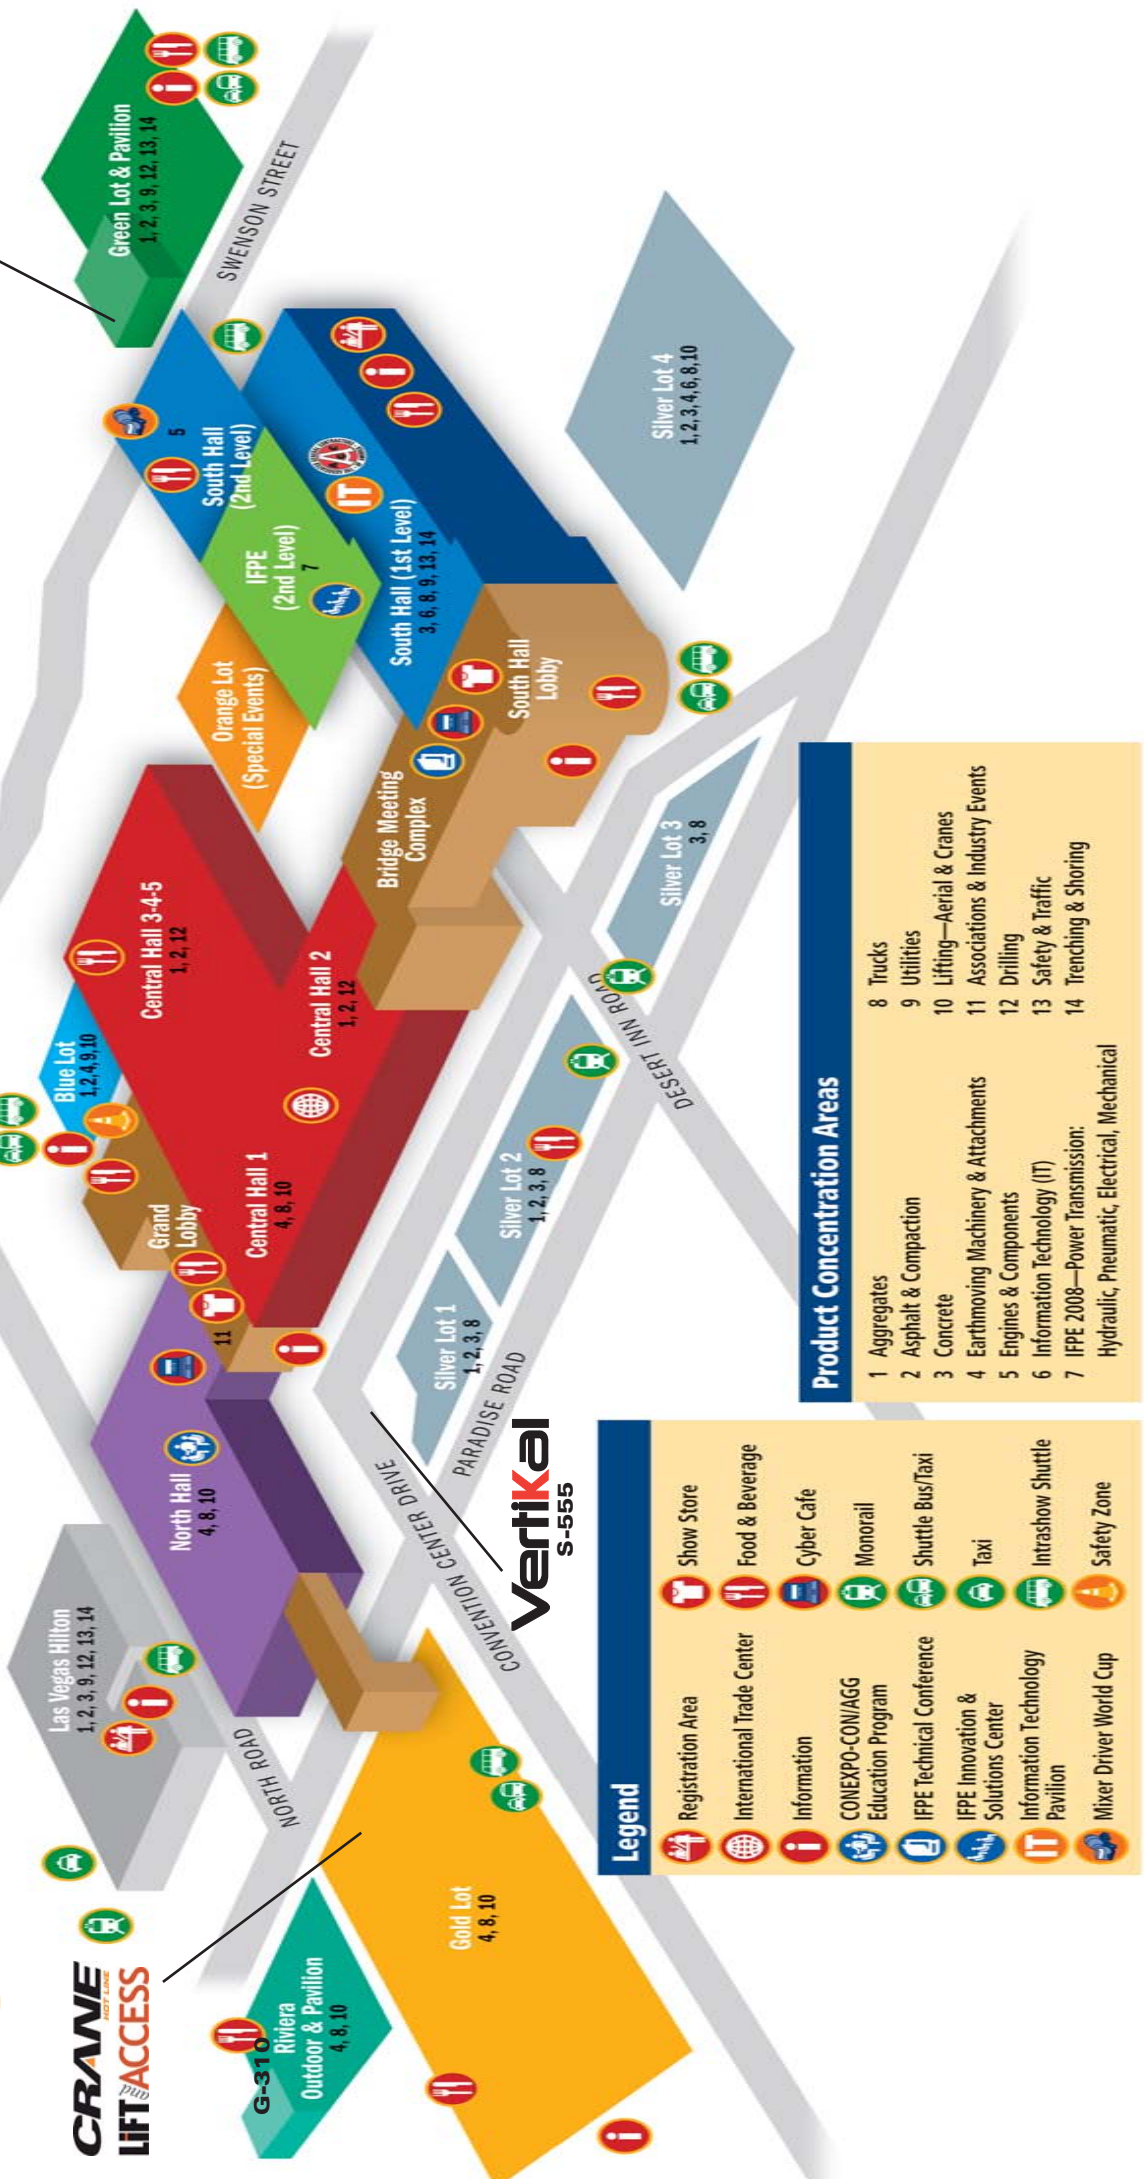 CRANE
HOT LINE
LiFT and ACCESS
G-310
Riviera
Outdoor & Pavilion
4, 8, 10
Gold Lot
4, 8, 10
Las Vegas Hilton
1, 2, 3, 9, 12, 13, 14
NORTH ROAD
North Hall
4, 8, 10
11
Grand
Lobby
Blue Lot
1,2,4,9,10
Central Hall 1
4, 8, 10
Central Hall 2
1, 2, 12
Central Hall 3-4-5
1, 2, 12
Orange Lot
(Special Events)
Bridge Meeting
Complex
South Hall
Lobby
IFPE
(2nd Level)
7
South Hall
(2nd Level)
5
South Hall (1st Level)
3, 6, 8, 9, 13, 14
IT
Green Lot & Pavilion
1, 2, 3, 9, 12, 13, 14
SWENSON STREET
Silver Lot 1
1, 2, 3, 8
Silver Lot 2
1, 2, 3, 8
Silver Lot 3
3, 8
Silver Lot 4
1, 2, 3, 4, 6, 8, 10
CONVENTION CENTER DRIVE
PARADISE ROAD
DESERT INN ROAD
VertiKal
S-555
Legend
Registration Area
International Trade Center
Information
CONEXPO-CON/AGG
Education Program
IFPE Technical Conference
IFPE Innovation &
Solutions Center
IT
Information Technology
Pavilion
Mixer Driver World Cup
Show Store
Food & Beverage
Cyber Cafe
Monorail
Shuttle Bus/Taxi
Taxi
Intrashow Shuttle
Safety Zone
Product Concentration Areas
1 Aggregates
2 Asphalt & Compaction
3 Concrete
4 Earthmoving Machinery & Attachments
5 Engines & Components
6 Information Technology (IT)
7 IFPE 2008—Power Transmission:
Hydraulic, Pneumatic, Electrical, Mechanical
8 Trucks
9 Utilities
10 Lifting—Aerial & Cranes
11 Associations & Industry Events
12 Drilling
13 Safety & Traffic
14 Trenching & Shoring